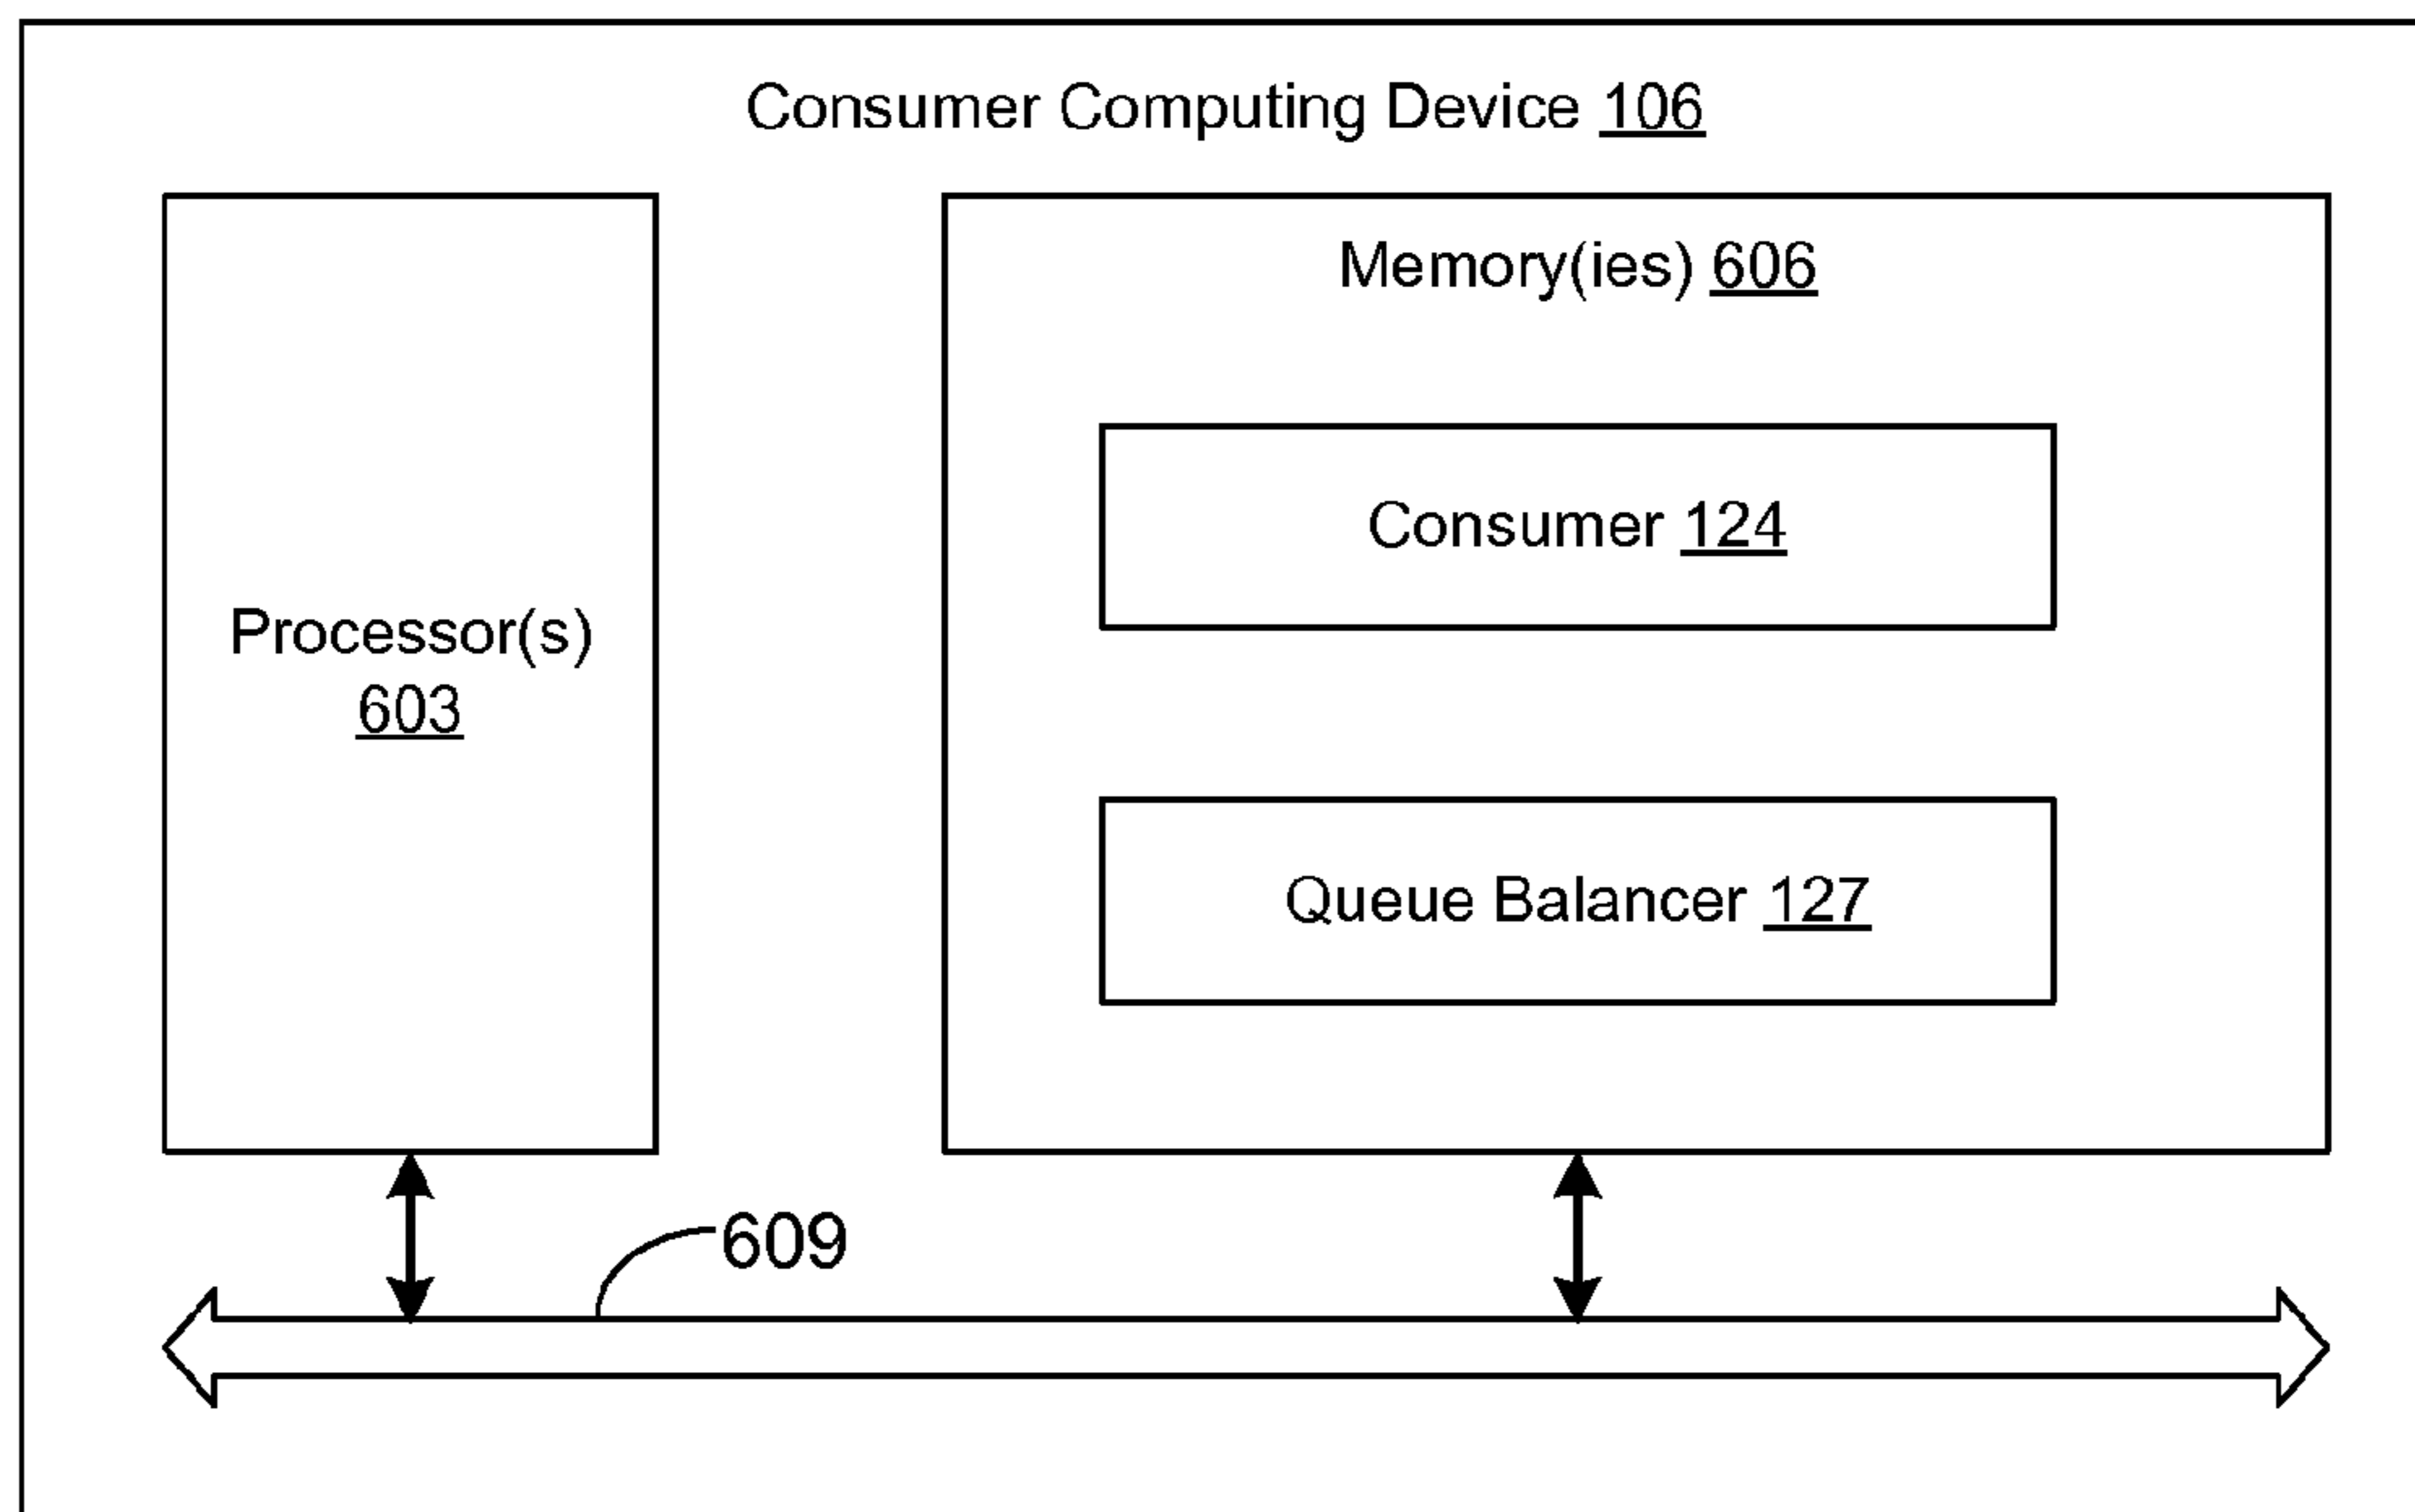 Consumer Computing Device 106
Memory(ies) 606
Consumer 124
Processor(s)
603
Queue Balancer 127
609